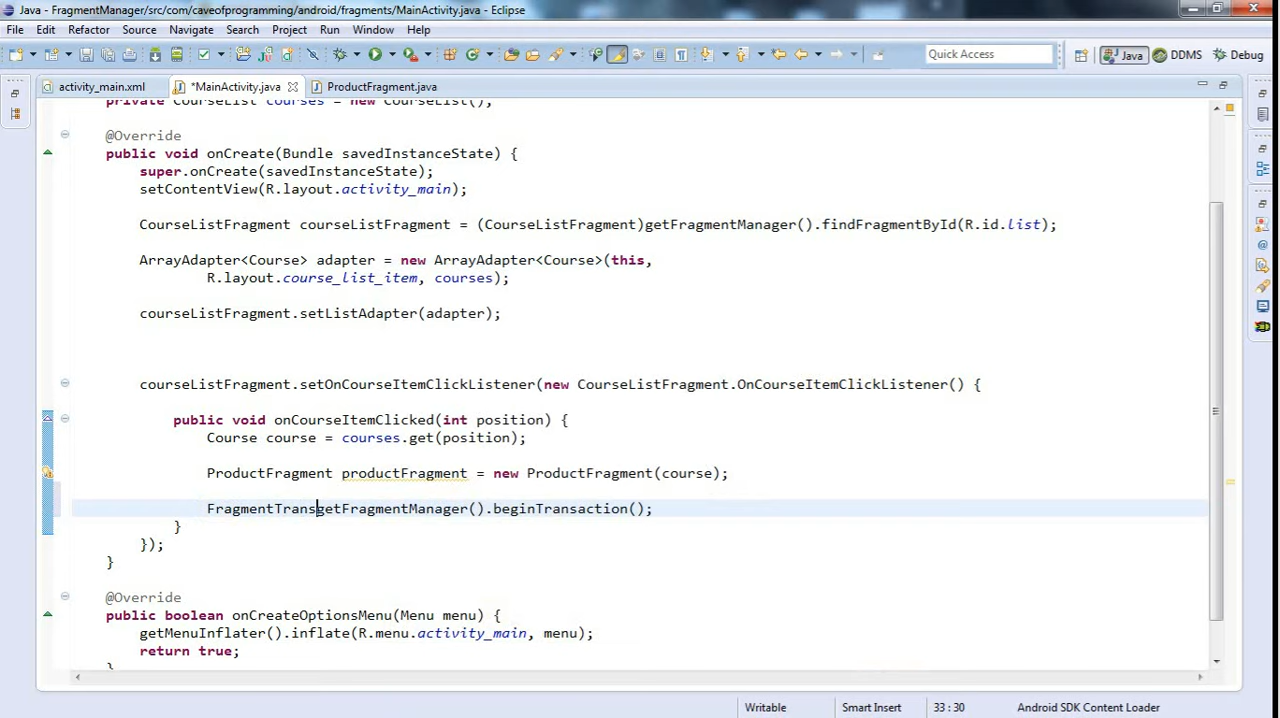 Java - FragmentManager/src/com/caveofprogramming/android/fragments/MainActivity.java - Eclipse
File Edit Refactor Source Navigate Search Project Run Window Help
Quick Access Java DDMS Debug
activity_main.xml *MainActivity.java ProductFragment.java
private CourseList courses = new CourseList();
@Override
public void onCreate(Bundle savedInstanceState) {
super.onCreate(savedInstanceState);
setContentView(R.layout.activity_main);
CourseListFragment courseListFragment = (CourseListFragment)getFragmentManager().findFragmentById(R.id.list);
ArrayAdapter<Course> adapter = new ArrayAdapter<Course>(this,
R.layout.course_list_item, courses);
courseListFragment.setListAdapter(adapter);
courseListFragment.setOnCourseItemClickListener(new CourseListFragment.OnCourseItemClickListener() {
public void onCourseItemClicked(int position) {
Course course = courses.get(position);
ProductFragment productFragment = new ProductFragment(course);
FragmentTransgetFragmentManager().beginTransaction();
}
});
}
@Override
public boolean onCreateOptionsMenu(Menu menu) {
getMenuInflater().inflate(R.menu.activity_main, menu);
return true;
}
Writable Smart Insert 33 : 30 Android SDK Content Loader